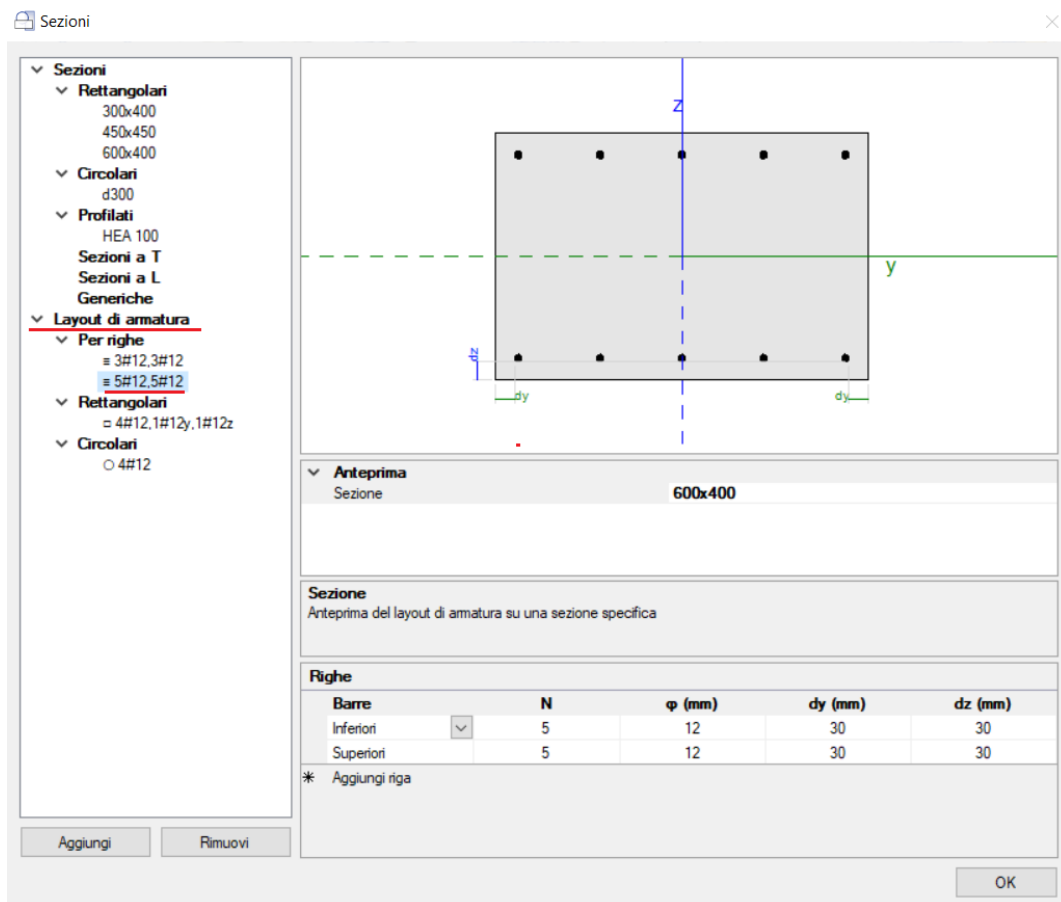 Sezioni
Sezioni
Rettangolari
300x400
450x450
600x400
Circolari
d300
Profilati
HEA 100
Sezioni a T
Sezioni a L
Generiche
Layout di armatura
Per righe
3#12,3#12
5#12,5#12
Rettangolari
4#12,1#12y,1#12z
Circolari
4#12
Aggiungi Rimuovi
z
y
dz
dy dy
Anteprima
Sezione 600x400
Sezione
Anteprima del layout di armatura su una sezione specifica
Righe
Barre N φ (mm) dy (mm) dz (mm)
Inferiori 5 12 30 30
Superiori 5 12 30 30
Aggiungi riga
OK